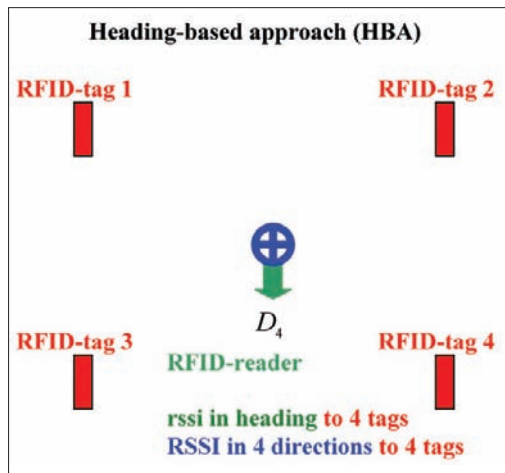 Heading-based approach (HBA)
RFID-tag 1 RFID-tag 2
D4
RFID-tag 3 RFID-tag 4
RFID-reader
rssi in heading to 4 tags
RSSI in 4 directions to 4 tags